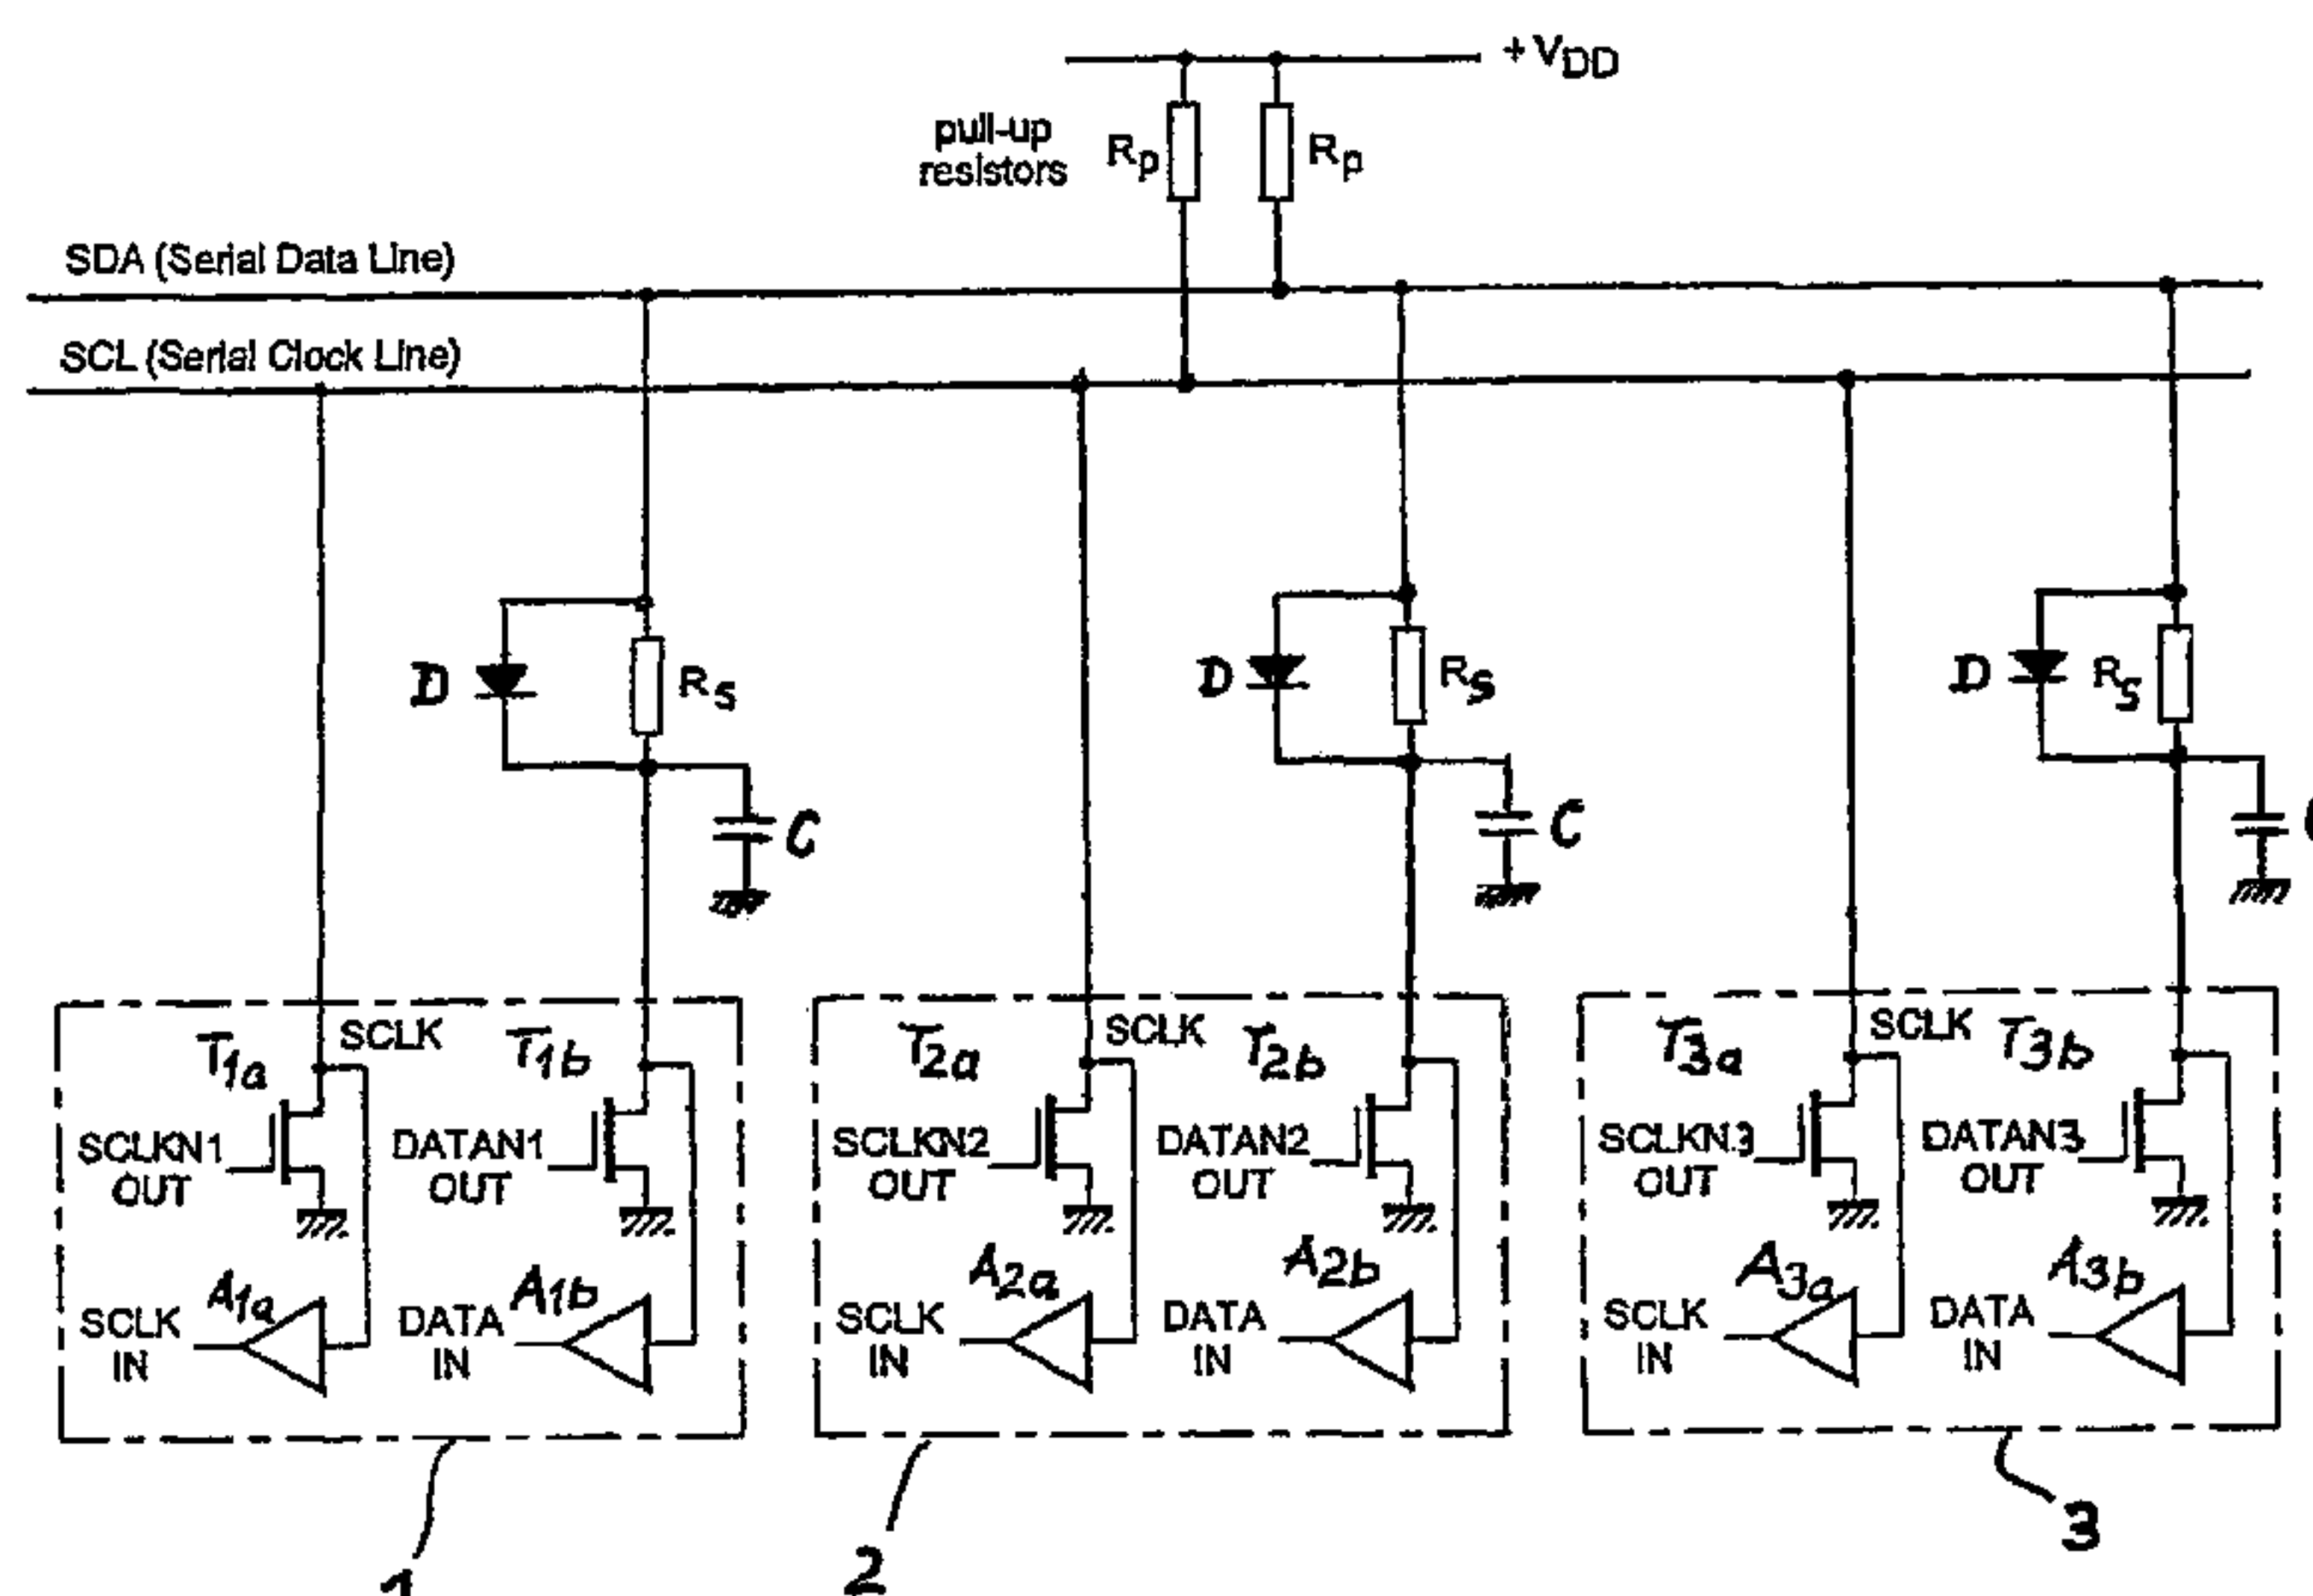 + VDD
pull-up
resistors
Rp
Rp
SDA (Serial Data Line)
SCL (Serial Clock Line)
D
RS
D
RS
D
RS
C
C
T1a
SCLK
T1b
T2a
SCLK
T2b
T3a
SCLK
T3b
SCLKN1
OUT
DATAN1
OUT
SCLKN2
OUT
DATAN2
OUT
SCLKN3
OUT
DATAN3
OUT
A1a
A1b
A2a
A2b
A3a
A3b
SCLK
IN
DATA
IN
SCLK
IN
DATA
IN
SCLK
IN
DATA
IN
1
2
3